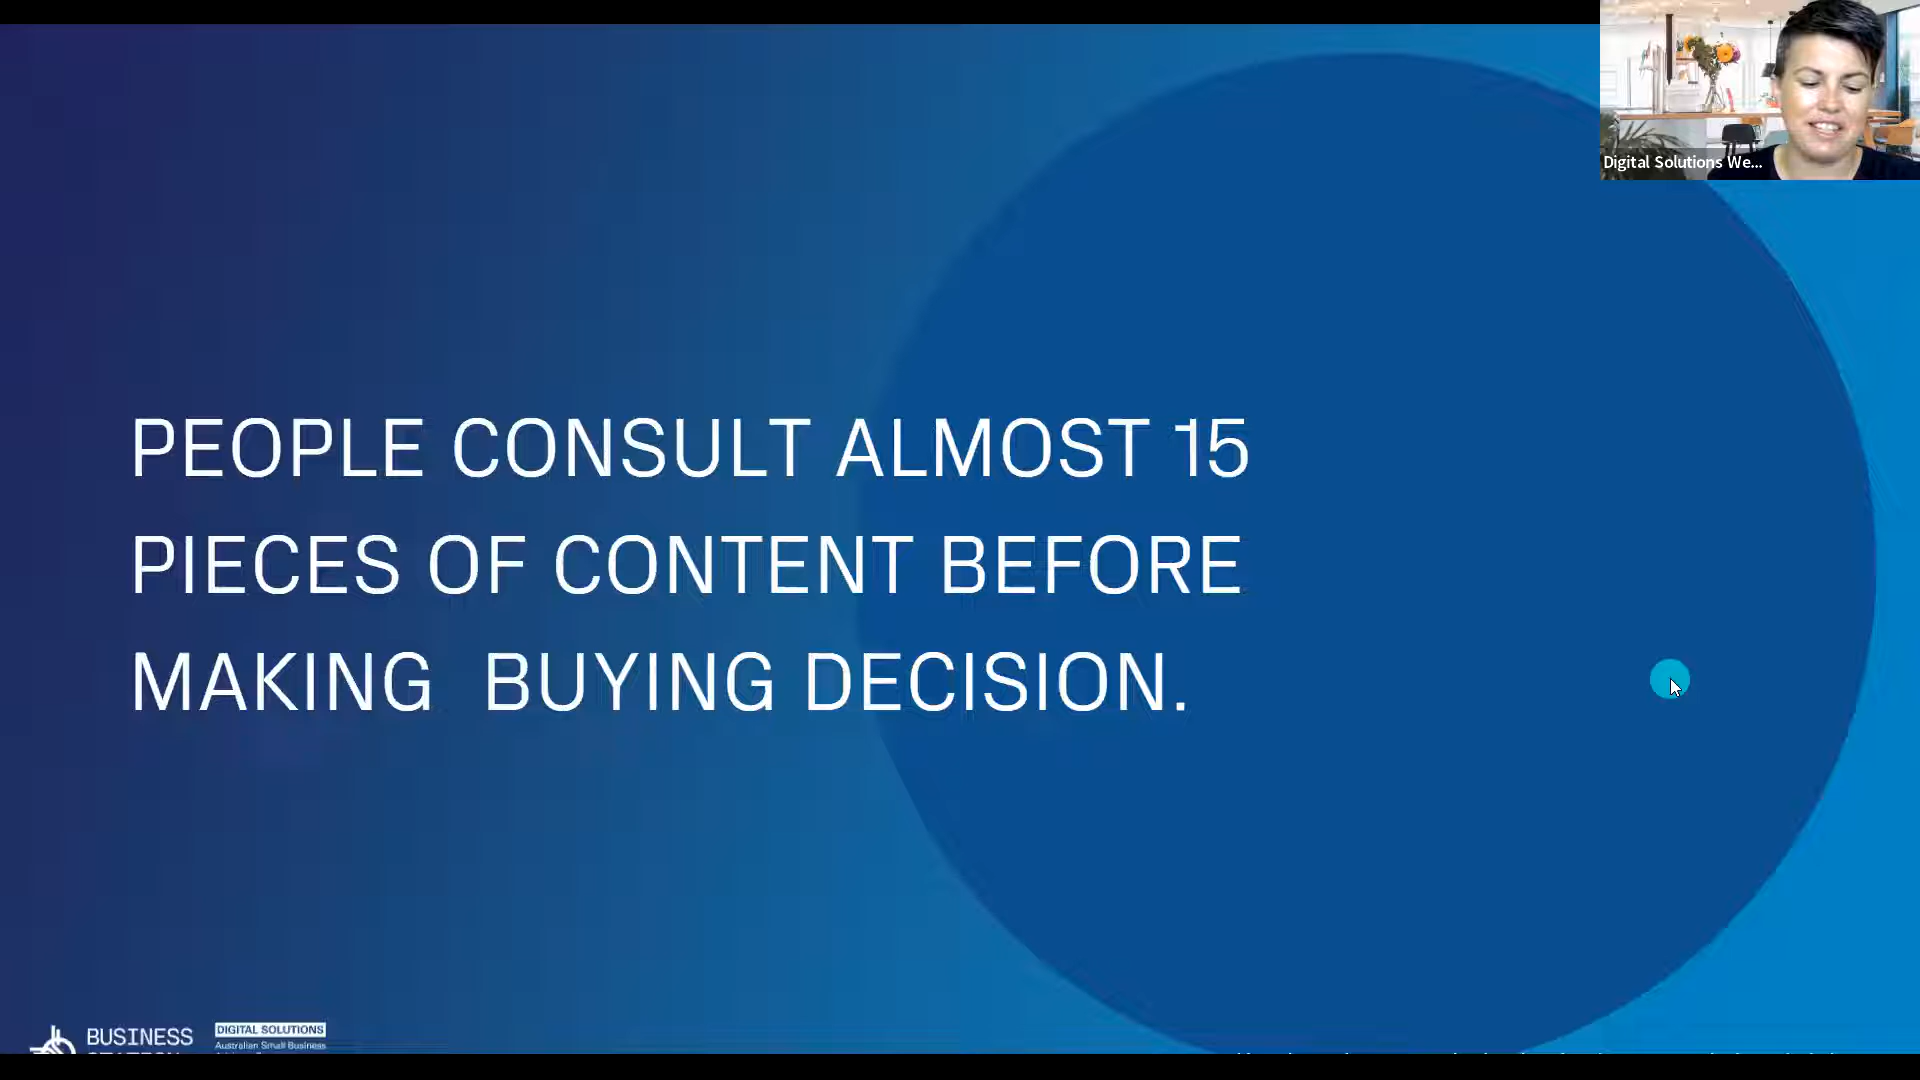 Digital Solutions We...
PEOPLE CONSULT ALMOST 15
PIECES OF CONTENT BEFORE
MAKING  BUYING DECISION.
BUSINESS
DIGITAL SOLUTIONS
Australian Small Business